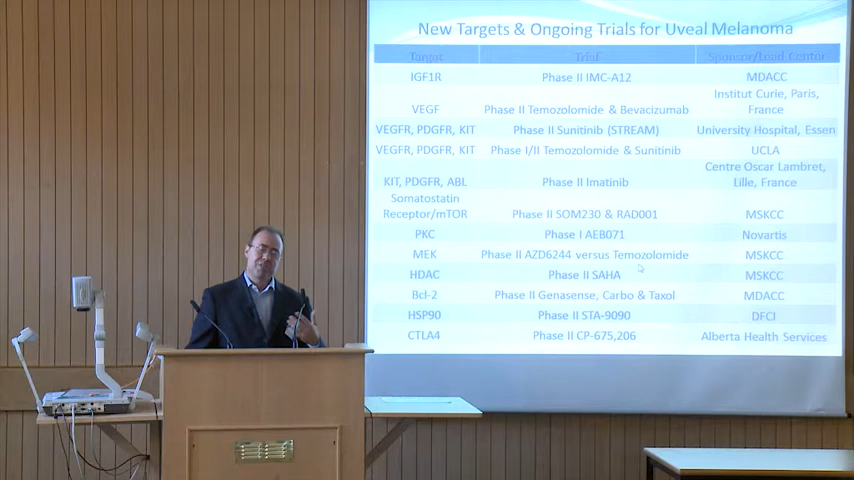 New Targets & Ongoing Trials for Uveal Melanoma
Target Trial Sponsor/Lead Center
IGF1R Phase II IMC-A12 MDACC
VEGF Phase II Temozolomide & Bevacizumab Institut Curie, Paris,
France
VEGFR, PDGFR, KIT Phase II Sunitinib (STREAM) University Hospital, Essen
VEGFR, PDGFR, KIT Phase I/II Temozolomide & Sunitinib UCLA
KIT, PDGFR, ABL Phase II Imatinib Centre Oscar Lambret,
Lille, France
Somatostatin
Receptor/mTOR Phase II SOM230 & RAD001 MSKCC
PKC Phase I AEB071 Novartis
MEK Phase II AZD6244 versus Temozolomide MSKCC
HDAC Phase II SAHA MSKCC
Bcl-2 Phase II Genasense, Carbo & Taxol MDACC
HSP90 Phase II STA-9090 DFCI
CTLA4 Phase II CP-675,206 Alberta Health Services